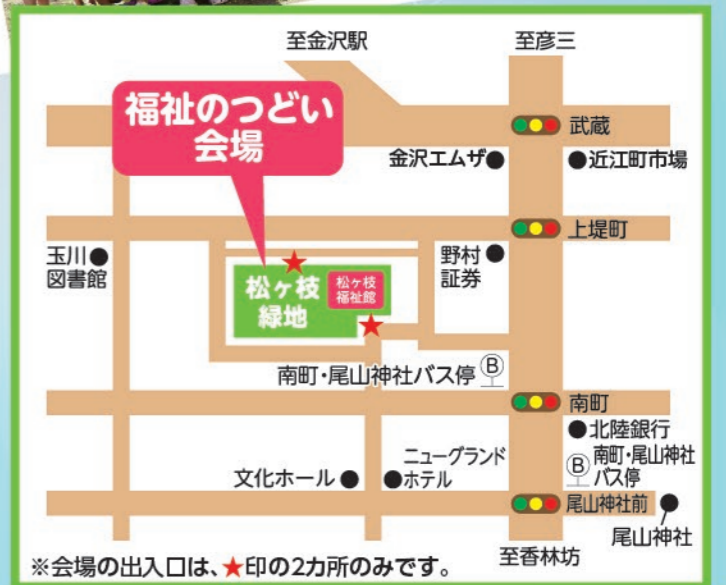 至金沢駅
至彦三
福祉のつどい
会場
武蔵
金沢エムザ
近江町市場
上堤町
玉川
図書館
野村
証券
松ヶ枝
緑地
松ヶ枝
福祉館
南町・尾山神社バス停 B
南町
北陸銀行
B 南町・尾山神社
バス停
文化ホール
ニューグランド
ホテル
尾山神社前
尾山神社
至香林坊
※会場の出入口は、★印の2カ所のみです。